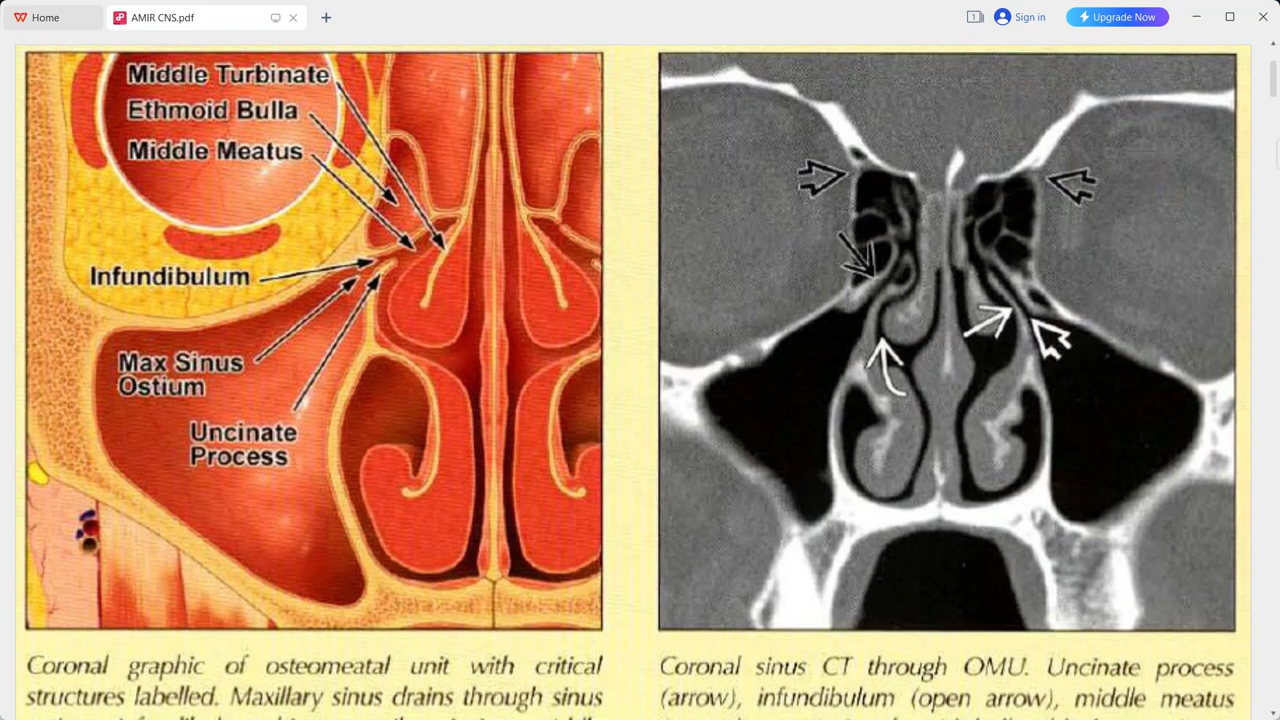 Home
AMIR CNS.pdf
1
Sign in
Upgrade Now
Middle Turbinate
Ethmoid Bulla
Middle Meatus
Infundibulum
Max Sinus
Ostium
Uncinate
Process
Coronal graphic of osteomeatal unit with critical
structures labelled. Maxillary sinus drains through sinus
Coronal sinus CT through OMU. Uncinate process
(arrow), infundibulum (open arrow), middle meatus